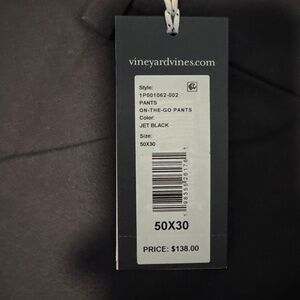 vineyardvines.com
Style:
1P001062-002
PANTS
ON-THE-GO PANTS
Color:
JET BLACK
Size:
50X30
50X30
PRICE: $138.00